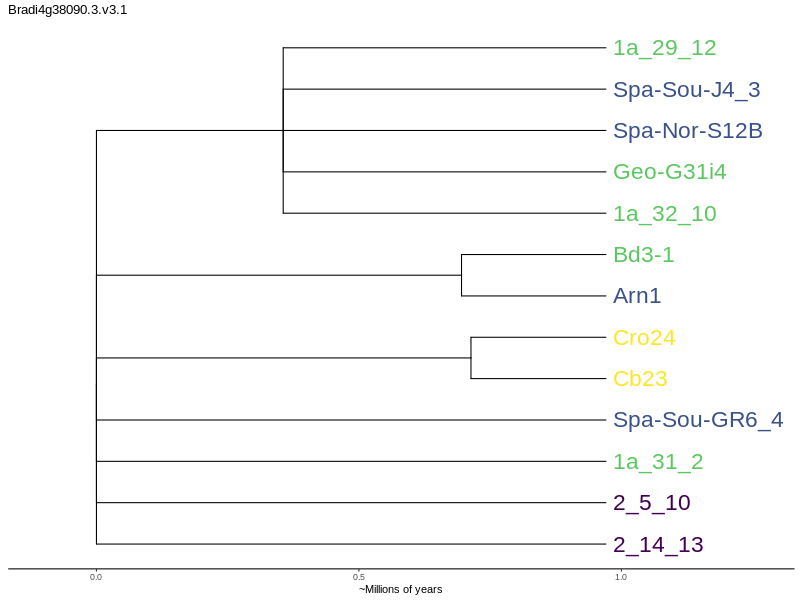 Bradi4g38090.3.v3.1
1a_29_12
Spa-Sou-J4_3
Spa-Nor-S12B
Geo-G31i4
1a_32_10
Bd3-1
Arn1
Cro24
Cb23
Spa-Sou-GR6_4
1a_31_2
2_5_10
2_14_13
0.0 0.5 1.0
~Millions of years